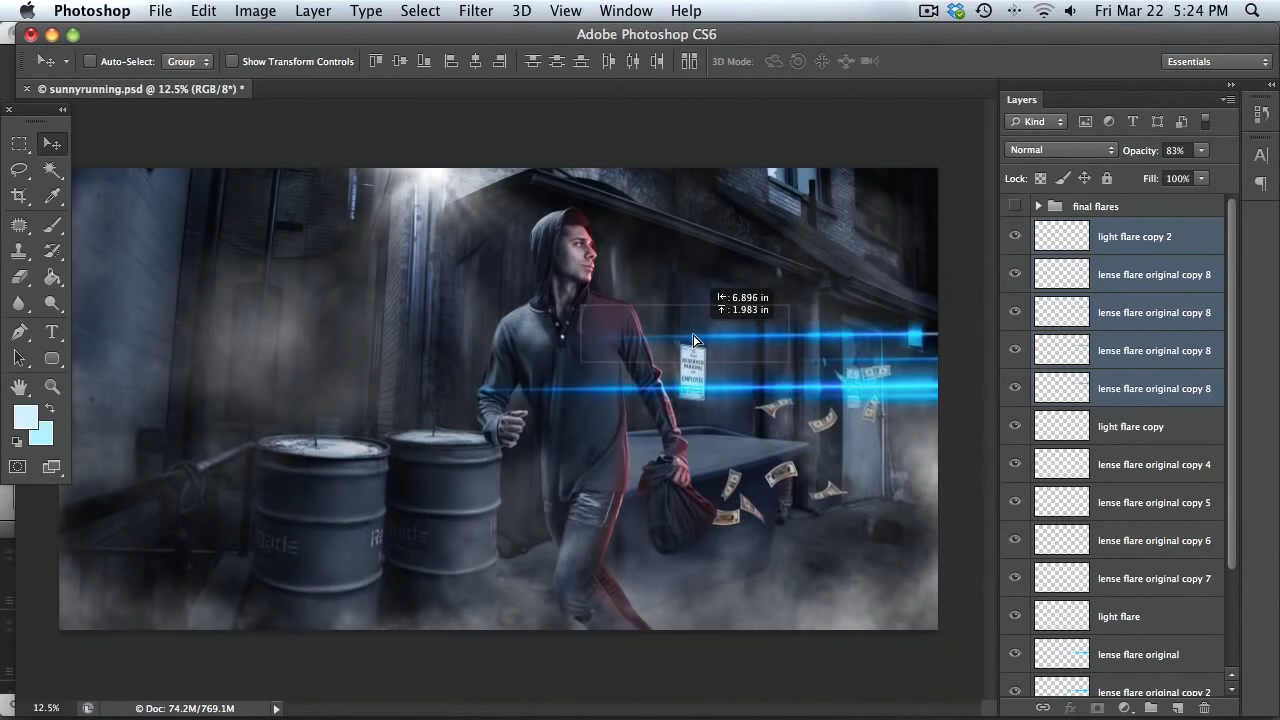 Photoshop File Edit Image Layer Type Select Filter 3D View Window Help Fri Mar 22 5:24 PM
Adobe Photoshop CS6
Auto-Select: Group Show Transform Controls 3D Mode: Essentials
× © sunnyrunning.psd @ 12.5% (RGB/8*) *
Layers
Kind
Normal Opacity: 83%
Lock: Fill: 100%
final flares
light flare copy 2
lense flare original copy 8
lense flare original copy 8
lense flare original copy 8
lense flare original copy 8
light flare copy
lense flare original copy 4
lense flare original copy 5
lense flare original copy 6
lense flare original copy 7
light flare
lense flare original
lense flare original copy 2
: 6.896 in
: 1.983 in
RESERVED
PARKING
EMPLOYEE
12.5% © Doc: 74.2M/769.1M